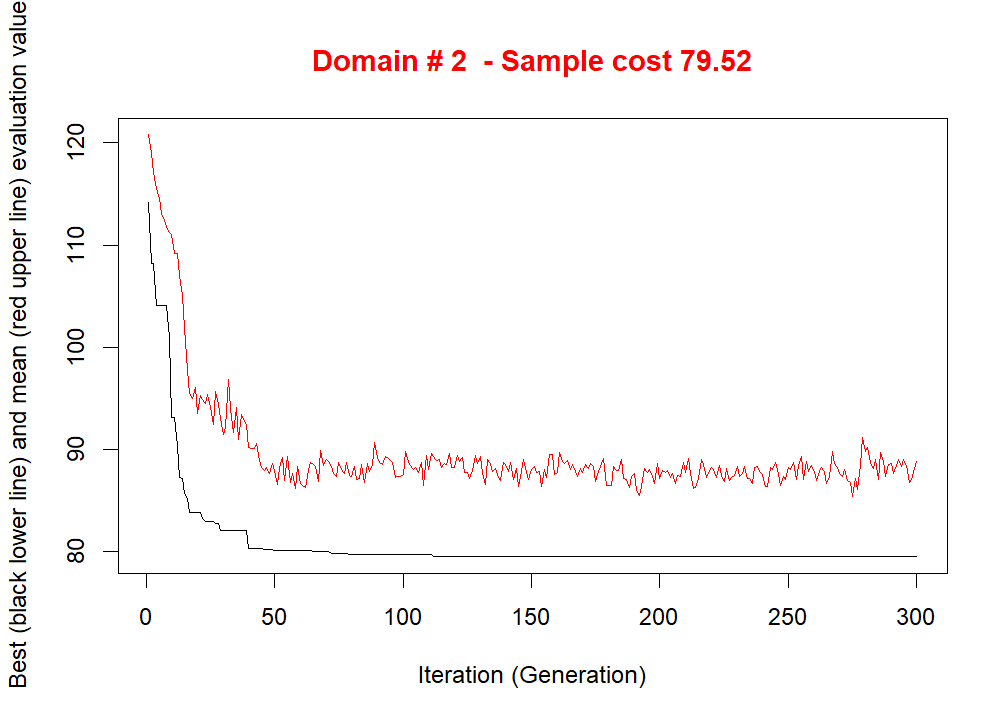 Domain # 2  - Sample cost 79.52
Best (black lower line) and mean (red upper line) evaluation value
120
110
100
90
80
0 50 100 150 200 250 300
Iteration (Generation)